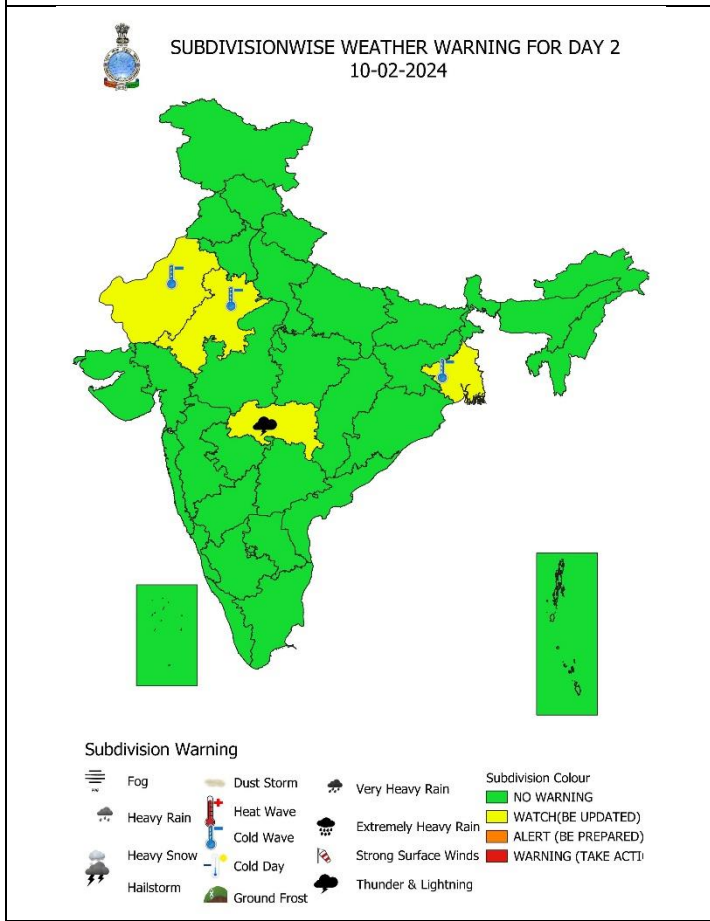 SUBDIVISIONWISE WEATHER WARNING FOR DAY 2
10-02-2024
Subdivision Warning
Fog
Heavy Rain
Heavy Snow
Hailstorm
Dust Storm
Heat Wave
Cold Wave
Cold Day
Ground Frost
Very Heavy Rain
Extremely Heavy Rain
Strong Surface Winds
Thunder & Lightning
Subdivision Colour
NO WARNING
WATCH(BE UPDATED)
ALERT (BE PREPARED)
WARNING (TAKE ACTI